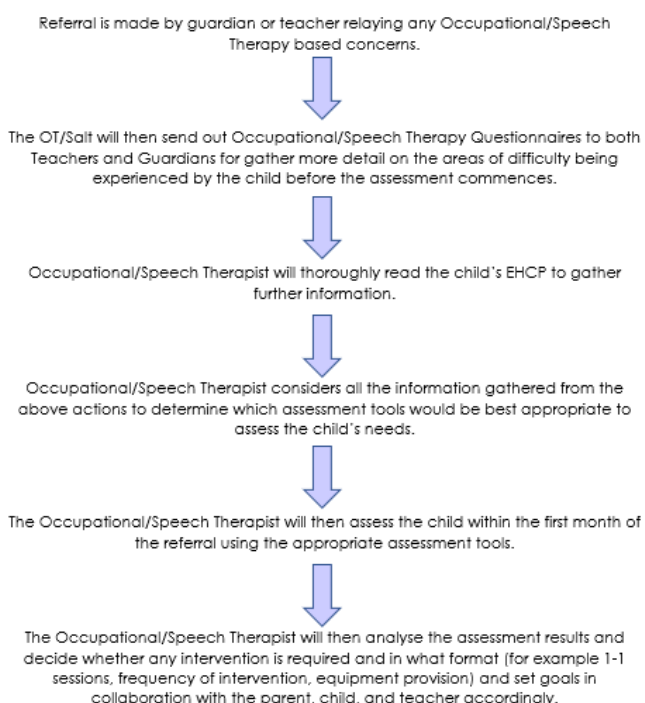 Referral is made by guardian or teacher relaying any Occupational/Speech
Therapy based concerns.
The OT/Salt will then send out Occupational/Speech Therapy Questionnaires to both
Teachers and Guardians for gather more detail on the areas of difficulty being
experienced by the child before the assessment commences.
Occupational/Speech Therapist will thoroughly read the child's EHCP to gather
further information.
Occupational/Speech Therapist considers all the information gathered from the
above actions to determine which assessment tools would be best appropriate to
assess the child's needs.
The Occupational/Speech Therapist will then assess the child within the first month of
the referral using the appropriate assessment tools.
The Occupational/Speech Therapist will then analyse the assessment results and
decide whether any intervention is required and in what format (for example 1-1
sessions, frequency of intervention, equipment provision) and set goals in
collaboration with the parent, child, and teacher accordingly.